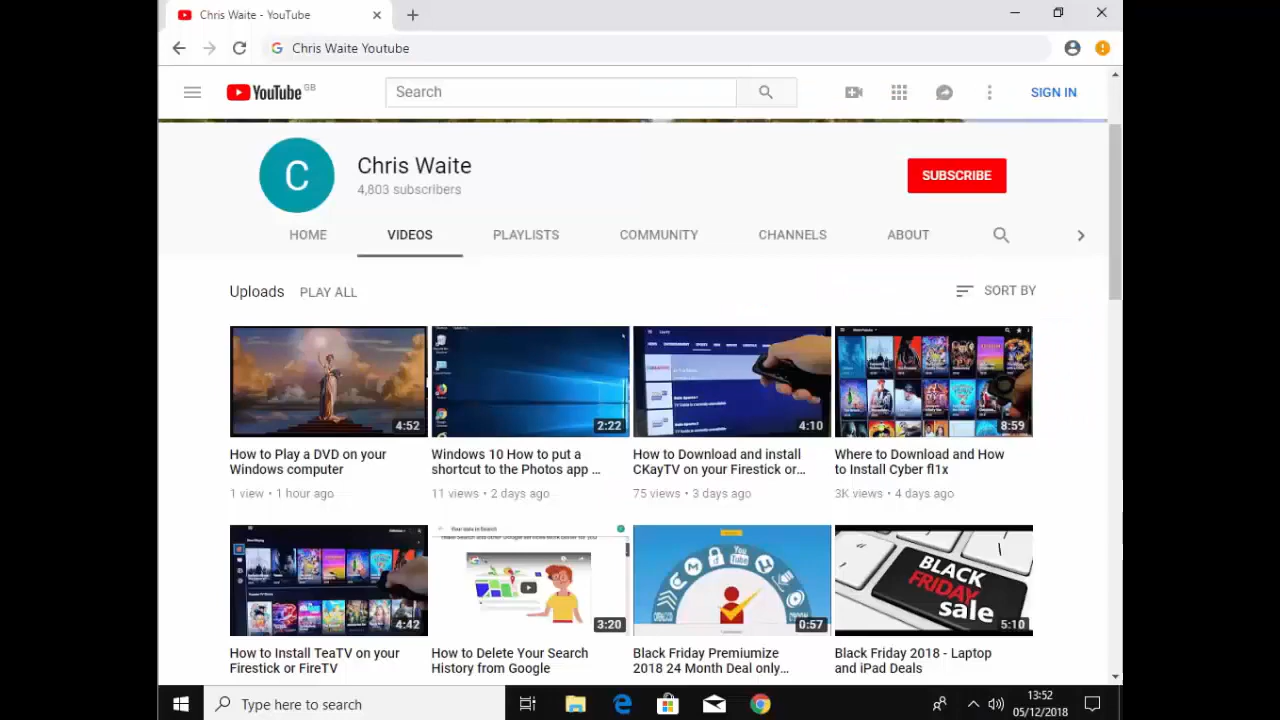 Chris Waite - YouTube
Chris Waite Youtube
YouTube GB
Search
SIGN IN
C
Chris Waite
4,803 subscribers
SUBSCRIBE
HOME
VIDEOS
PLAYLISTS
COMMUNITY
CHANNELS
ABOUT
Uploads
PLAY ALL
SORT BY
4:52
2:22
4:10
8:59
How to Play a DVD on your
Windows computer
1 view • 1 hour ago
Windows 10 How to put a
shortcut to the Photos app ...
11 views • 2 days ago
How to Download and install
CKayTV on your Firestick or...
75 views • 3 days ago
Where to Download and How
to Install Cyber fl1x
3K views • 4 days ago
4:42
Your data in Search
3:20
You
Tube
0:57
BLACK
FRIDAY
sale
5:10
How to Install TeaTV on your
Firestick or FireTV
How to Delete Your Search
History from Google
Black Friday Premiumize
2018 24 Month Deal only...
Black Friday 2018 - Laptop
and iPad Deals
Type here to search
13:52
05/12/2018